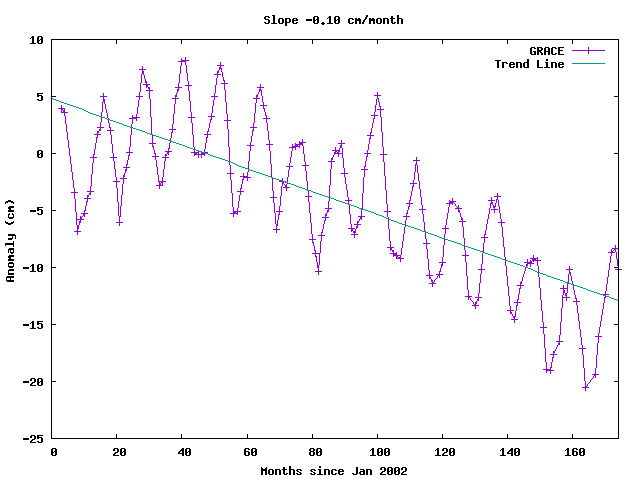 Slope -0.10 cm/month
GRACE
Trend Line
10
5
0
-5
-10
-15
-20
-25
Anomaly (cm)
0 20 40 60 80 100 120 140 160
Months since Jan 2002